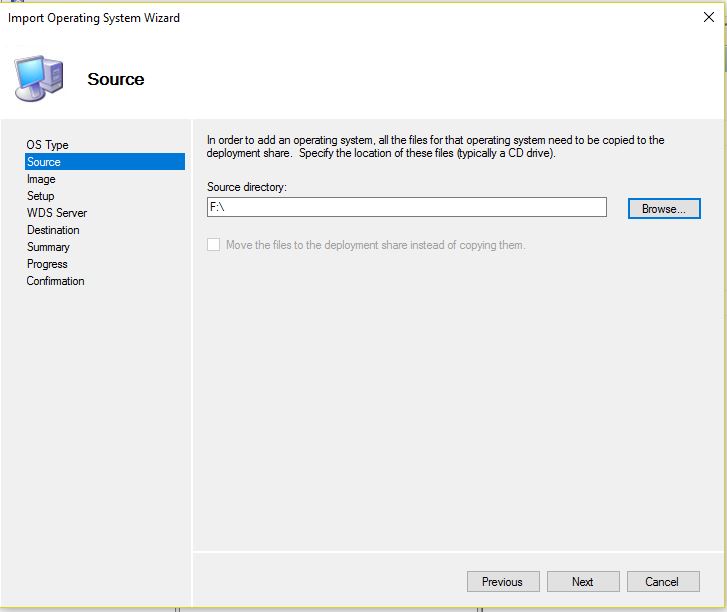 Import Operating System Wizard
Source
OS Type
Source
Image
Setup
WDS Server
Destination
Summary
Progress
Confirmation
In order to add an operating system, all the files for that operating system need to be copied to the
deployment share. Specify the location of these files (typically a CD drive).
Source directory:
F:\
Browse...
Move the files to the deployment share instead of copying them.
Previous
Next
Cancel